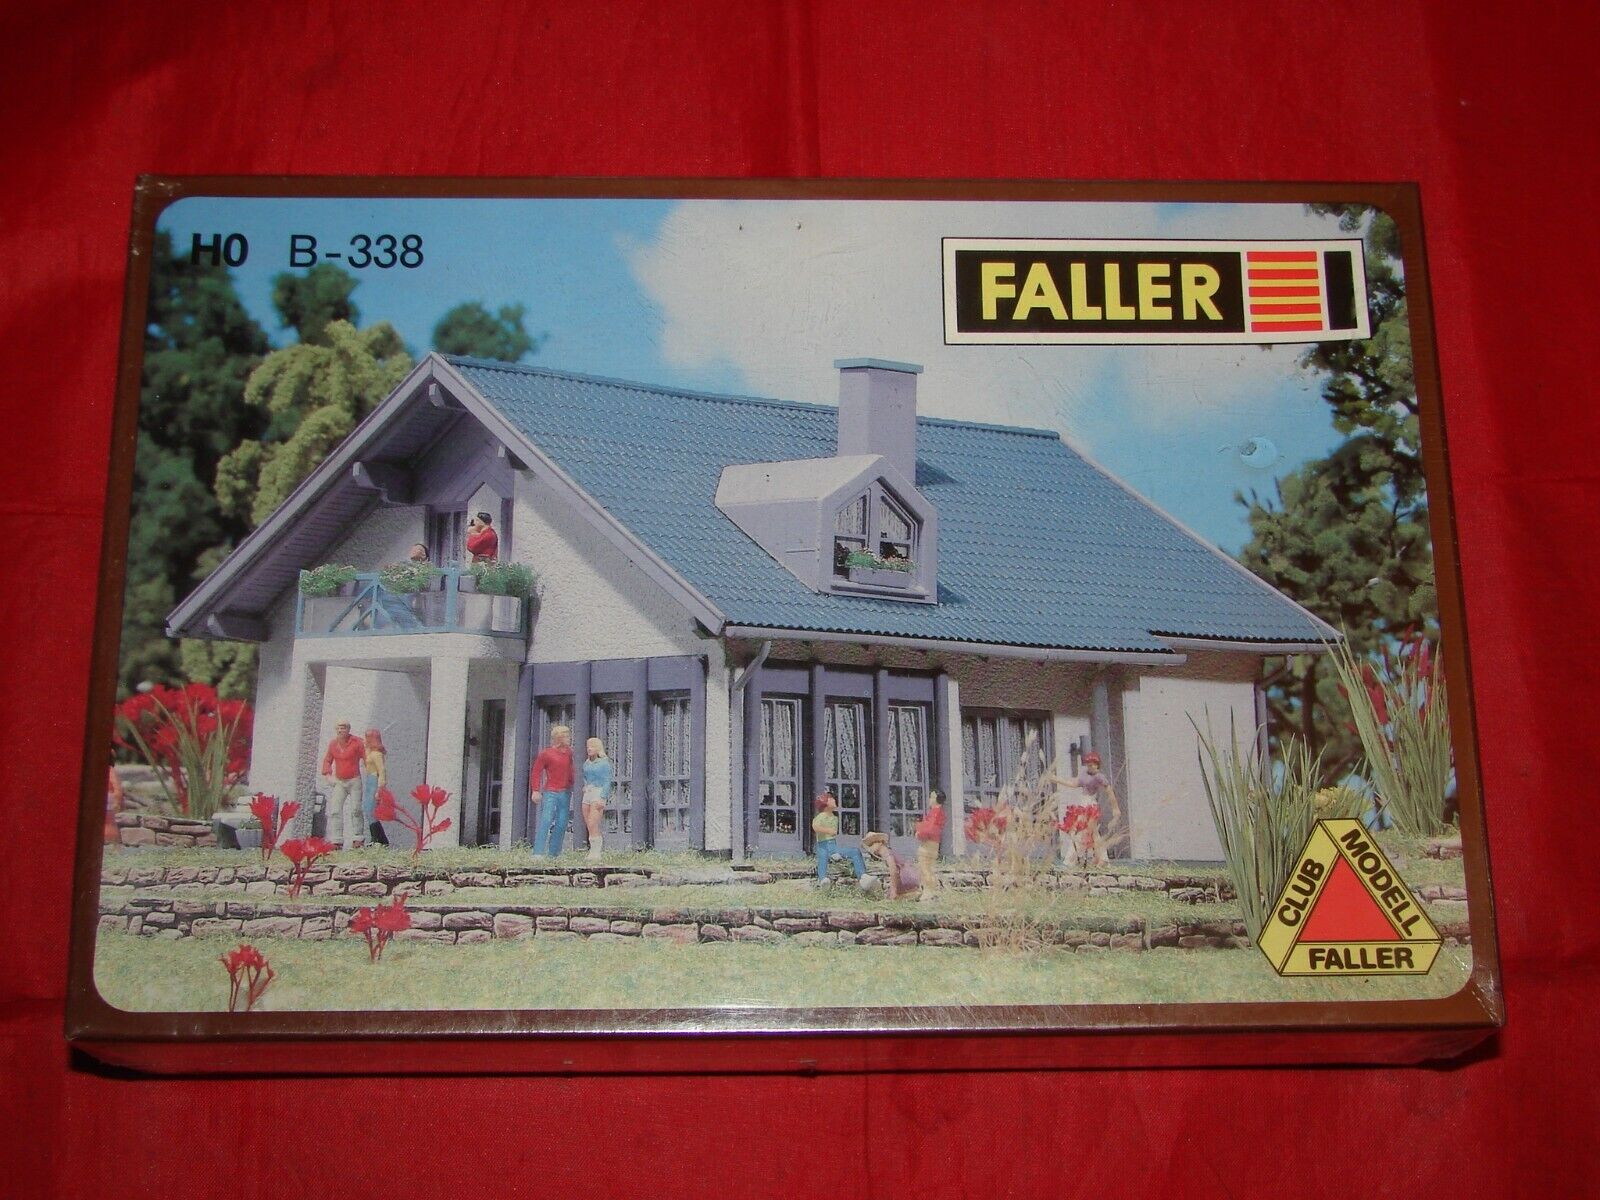 H0 B-338
FALLER
CLUB
MODELL
FALLER